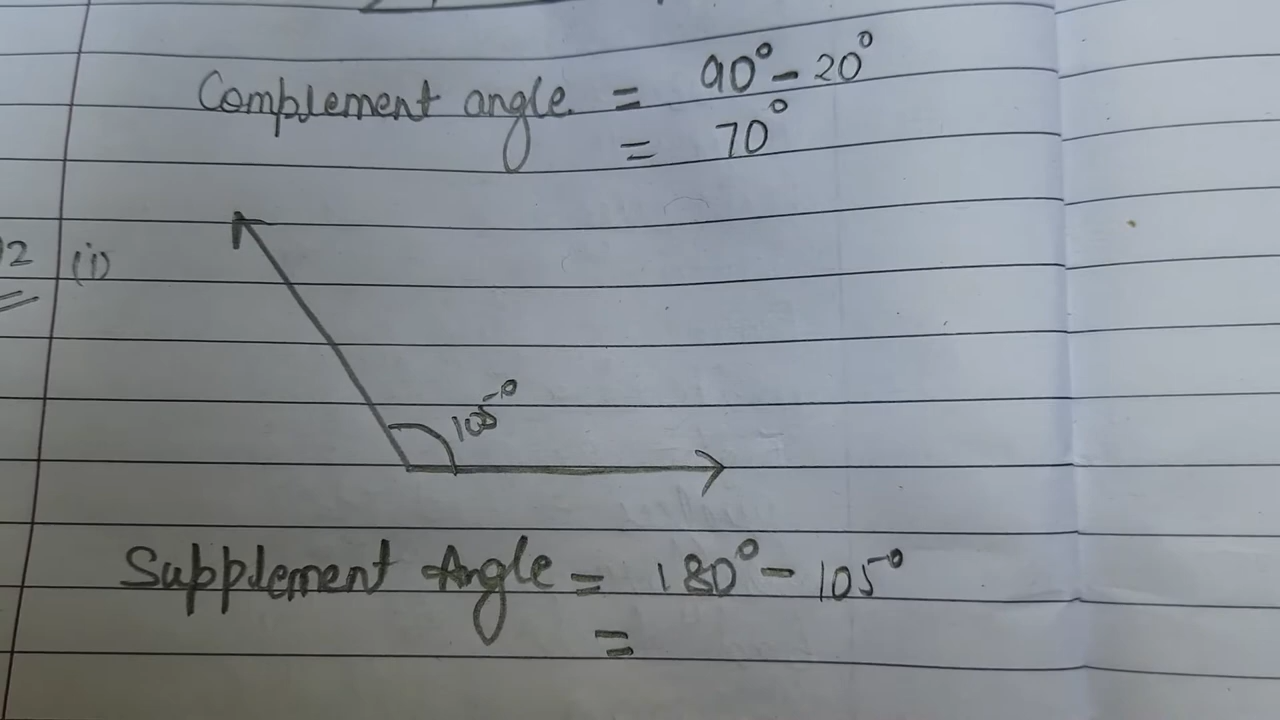 Complement angle = 90° - 20°
= 70°
2 (i)
105°
Supplement Angle = 180° - 105°
=